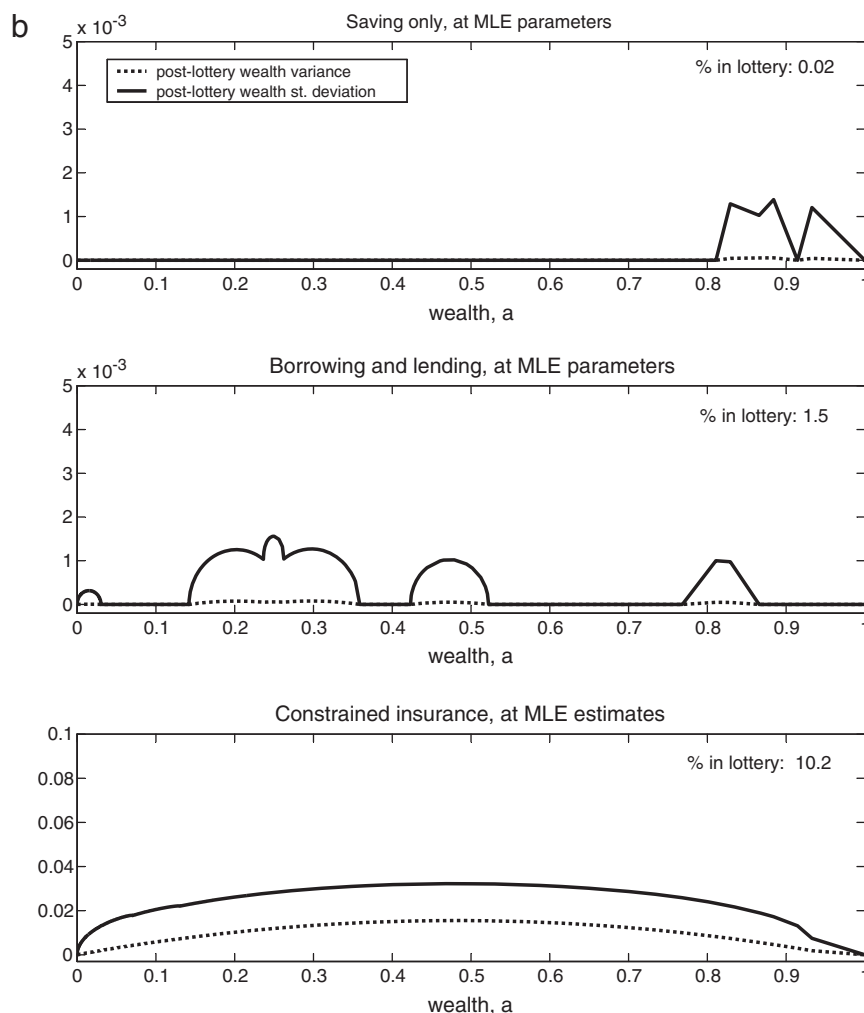 b
Saving only, at MLE parameters
x 10-3
5
4
3
2
1
0
post-lottery wealth variance
post-lottery wealth st. deviation
% in lottery: 0.02
0 0.1 0.2 0.3 0.4 0.5 0.6 0.7 0.8 0.9 1
wealth, a
Borrowing and lending, at MLE parameters
x 10-3
5
4
3
2
1
0
% in lottery: 1.5
0 0.1 0.2 0.3 0.4 0.5 0.6 0.7 0.8 0.9 1
wealth, a
Constrained insurance, at MLE estimates
0.1
0.08
0.06
0.04
0.02
0
% in lottery: 10.2
0 0.1 0.2 0.3 0.4 0.5 0.6 0.7 0.8 0.9 1
wealth, a